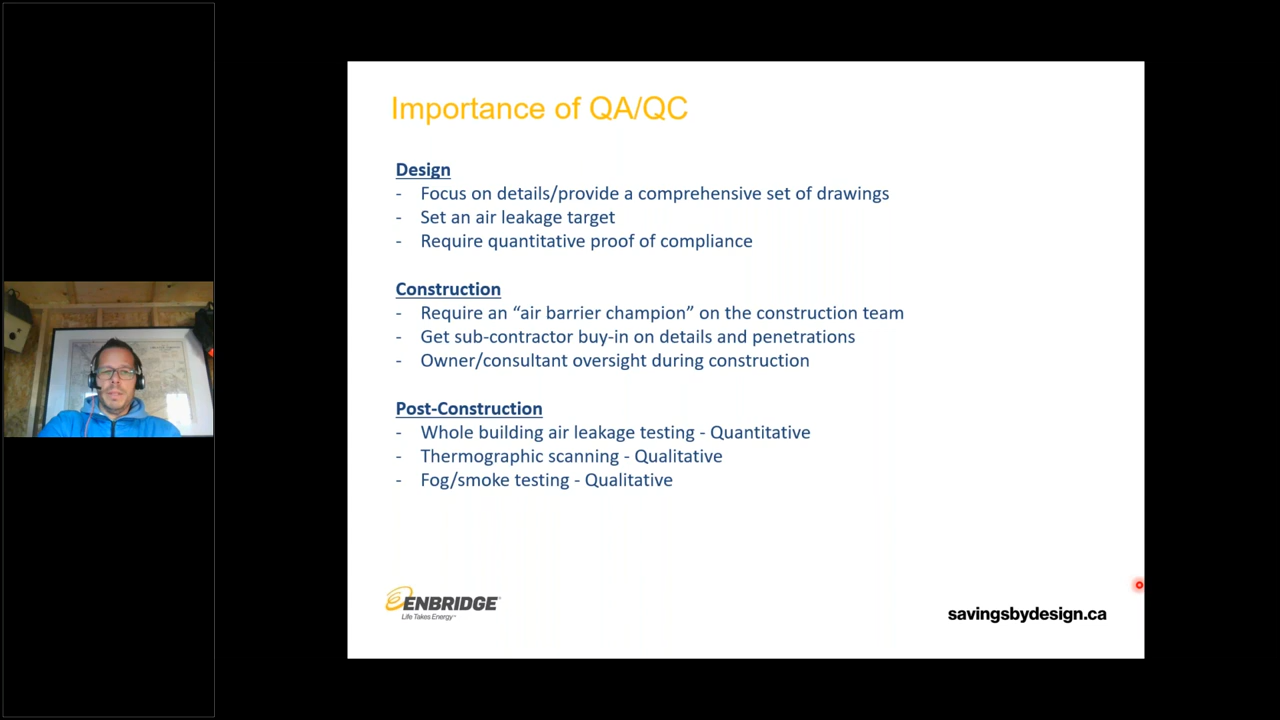 Importance of QA/QC
Design
- Focus on details/provide a comprehensive set of drawings
- Set an air leakage target
- Require quantitative proof of compliance
Construction
- Require an “air barrier champion” on the construction team
- Get sub-contractor buy-in on details and penetrations
- Owner/consultant oversight during construction
Post-Construction
- Whole building air leakage testing - Quantitative
- Thermographic scanning - Qualitative
- Fog/smoke testing - Qualitative
ENBRIDGE
Life Takes Energy™
savingsbydesign.ca